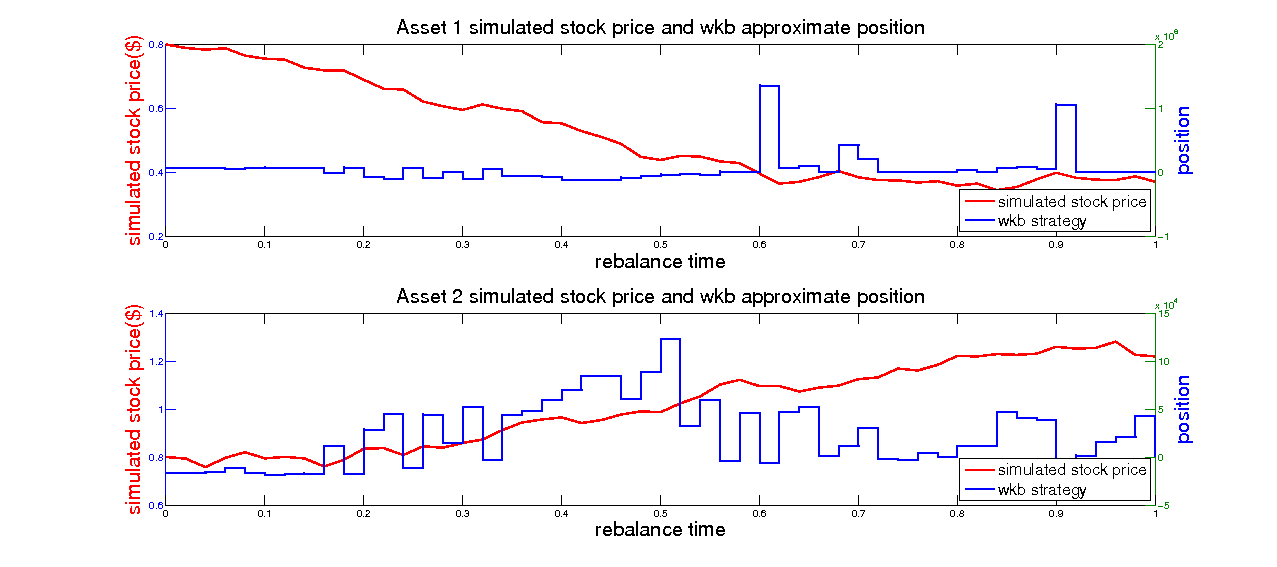 Asset 1 simulated stock price and wkb approximate position
simulated stock price($)
0.8
0.6
0.4
0.2
2
1
0
-1
position
0 0.1 0.2 0.3 0.4 0.5 0.6 0.7 0.8 0.9 1
rebalance time
simulated stock price
wkb strategy
Asset 2 simulated stock price and wkb approximate position
x 10^4
simulated stock price($)
1.4
1.2
1
0.8
0.6
15
10
5
0
-5
position
0 0.1 0.2 0.3 0.4 0.5 0.6 0.7 0.8 0.9 1
rebalance time
simulated stock price
wkb strategy